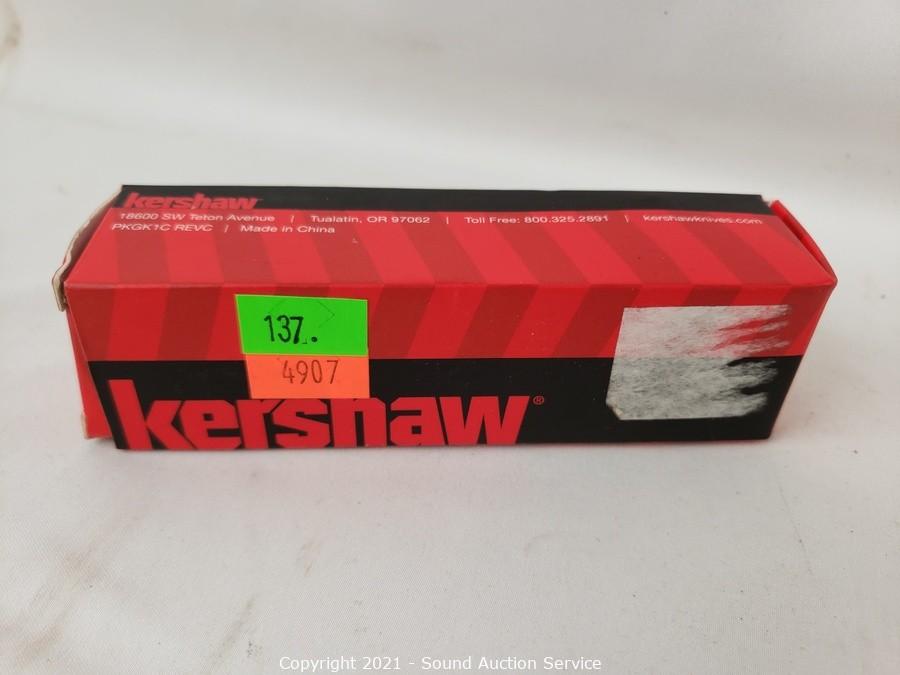 kershaw
18600 SW Teton Avenue | Tualatin, OR 97062 | Toll Free: 800.325.2891 | kershawknives.com
PKGK1C REVC | Made in China
137.
4907
kershaw®
Copyright 2021 - Sound Auction Service